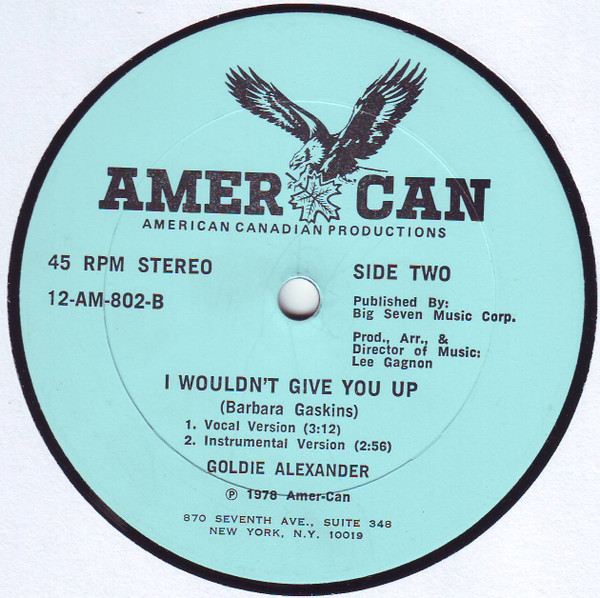 AMER CAN
AMERICAN CANADIAN PRODUCTIONS
45 RPM STEREO
12-AM-802-B
SIDE TWO
Published By:
Big Seven Music Corp.
Prod., Arr., &
Director of Music:
Lee Gagnon
I WOULDN'T GIVE YOU UP
(Barbara Gaskins)
1. Vocal Version (3:12)
2. Instrumental Version (2:56)
GOLDIE ALEXANDER
℗ 1978 Amer-Can
870 SEVENTH AVE., SUITE 348
NEW YORK, N.Y. 10019